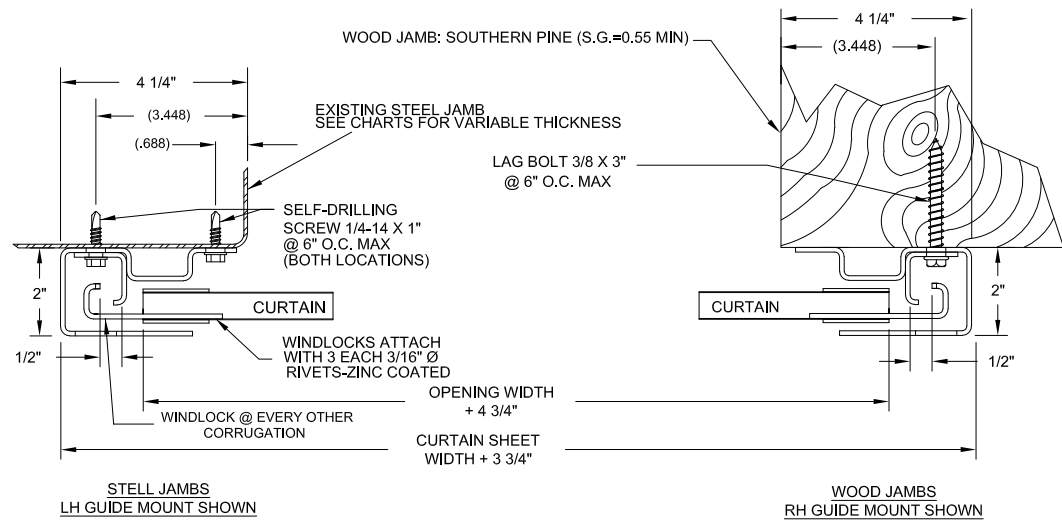 4 1/4"
WOOD JAMB: SOUTHERN PINE (S.G.=0.55 MIN)
(3.448)
4 1/4"
(3.448)
(.688)
EXISTING STEEL JAMB
SEE CHARTS FOR VARIABLE THICKNESS
LAG BOLT 3/8 X 3"
@ 6" O.C. MAX
SELF-DRILLING
SCREW 1/4-14 X 1"
@ 6" O.C. MAX
(BOTH LOCATIONS)
2"
CURTAIN
CURTAIN
2"
1/2"
WINDLOCKS ATTACH
WITH 3 EACH 3/16" Ø
RIVETS-ZINC COATED
1/2"
OPENING WIDTH
+ 4 3/4"
WINDLOCK @ EVERY OTHER
CORRUGATION
CURTAIN SHEET
WIDTH + 3 3/4"
STELL JAMBS
LH GUIDE MOUNT SHOWN
WOOD JAMBS
RH GUIDE MOUNT SHOWN